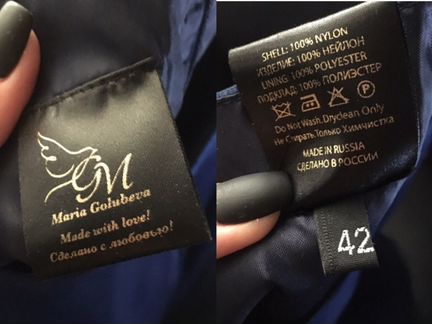 GM
Maria Golubeva
Made with love!
Сделано с любовью!
SHELL: 100% NYLON
ИЗДЕЛИЕ: 100% НЕЙЛОН
LINING: 100% POLYESTER
ПОДКЛАД: 100% ПОЛИЭСТЕР
Do Not Wash.Dryclean Only
Не Стирать.Только Химчистка
MADE IN RUSSIA
СДЕЛАНО В РОССИИ
42